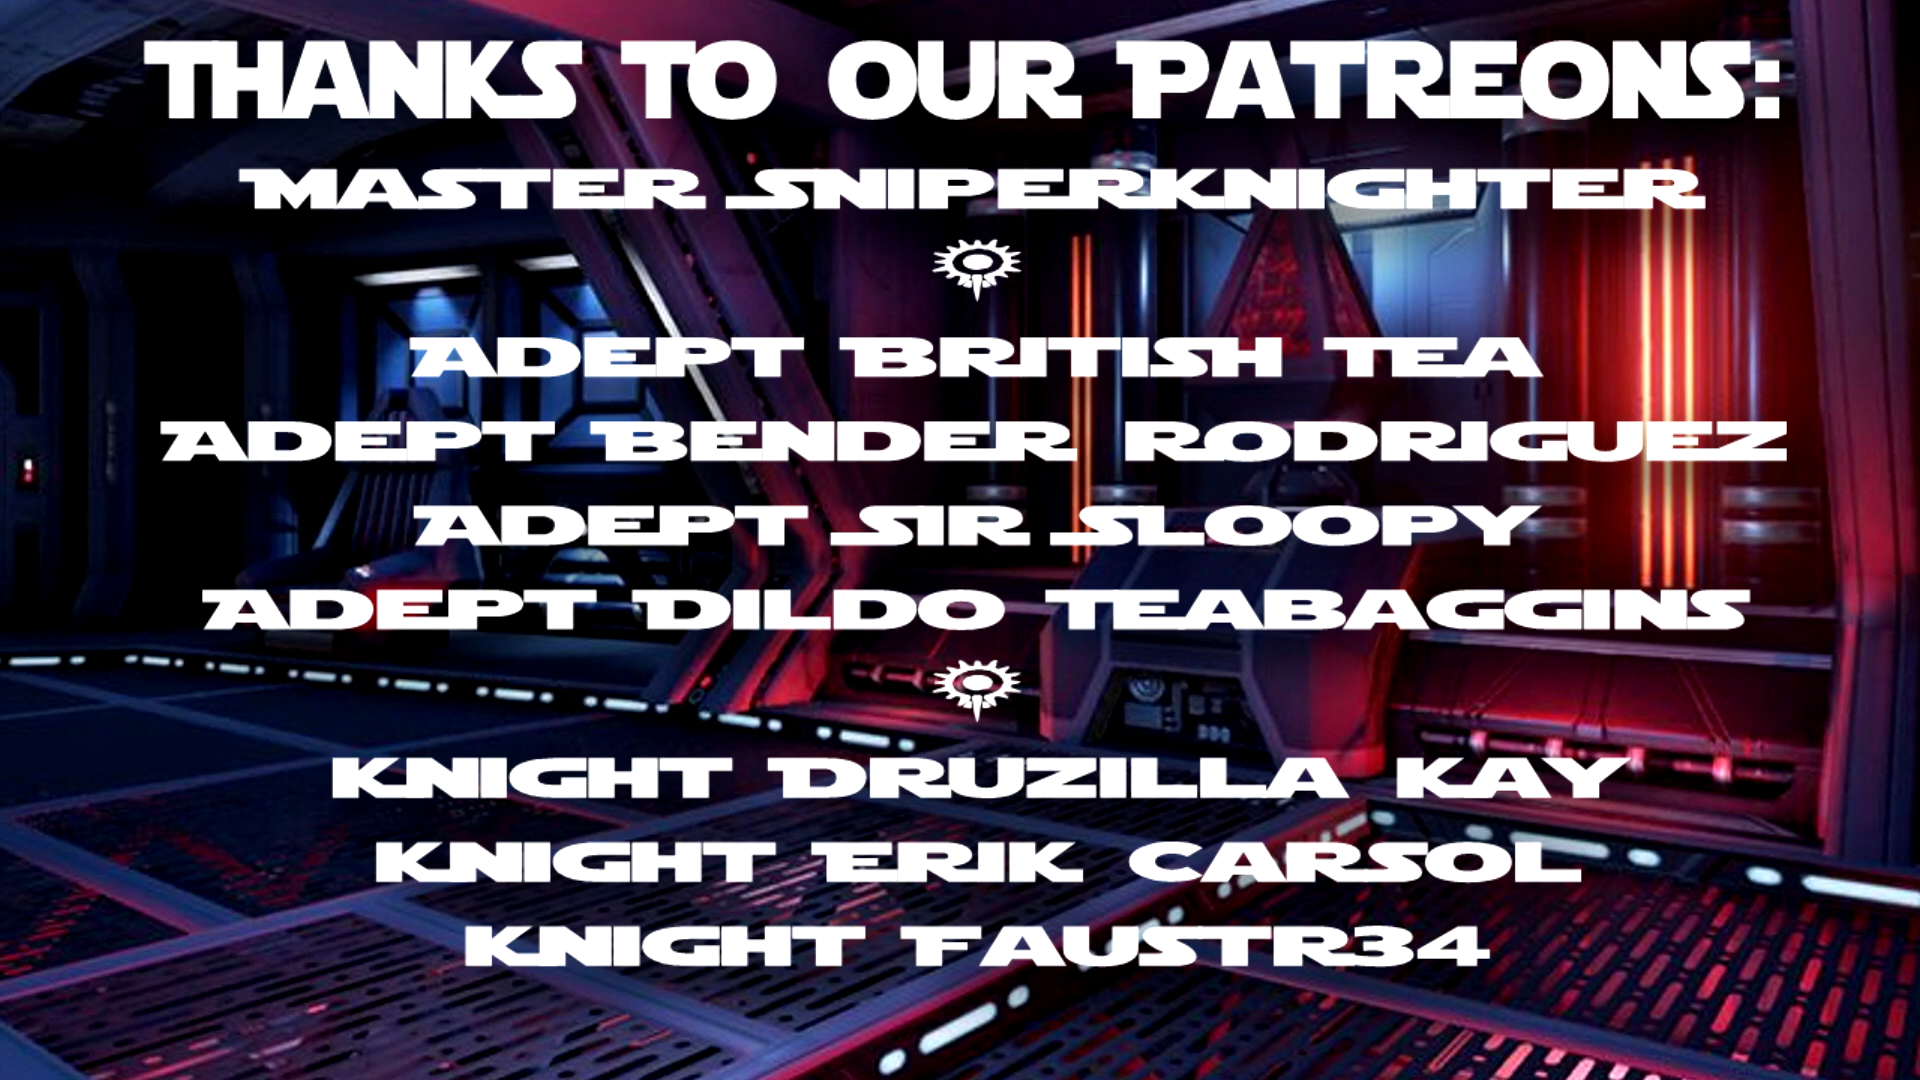 THANKS TO OUR PATREONS:
MASTER SNIPERKNIGHTER
ADEPT BRITISH TEA
ADEPT BENDER RODRIGUEZ
ADEPT SIR SLOOPY
ADEPT DILDO TEABAGGINS
KNIGHT DRUZILLA KAY
KNIGHT ERIK CARSOL
KNIGHT FAUSTR34